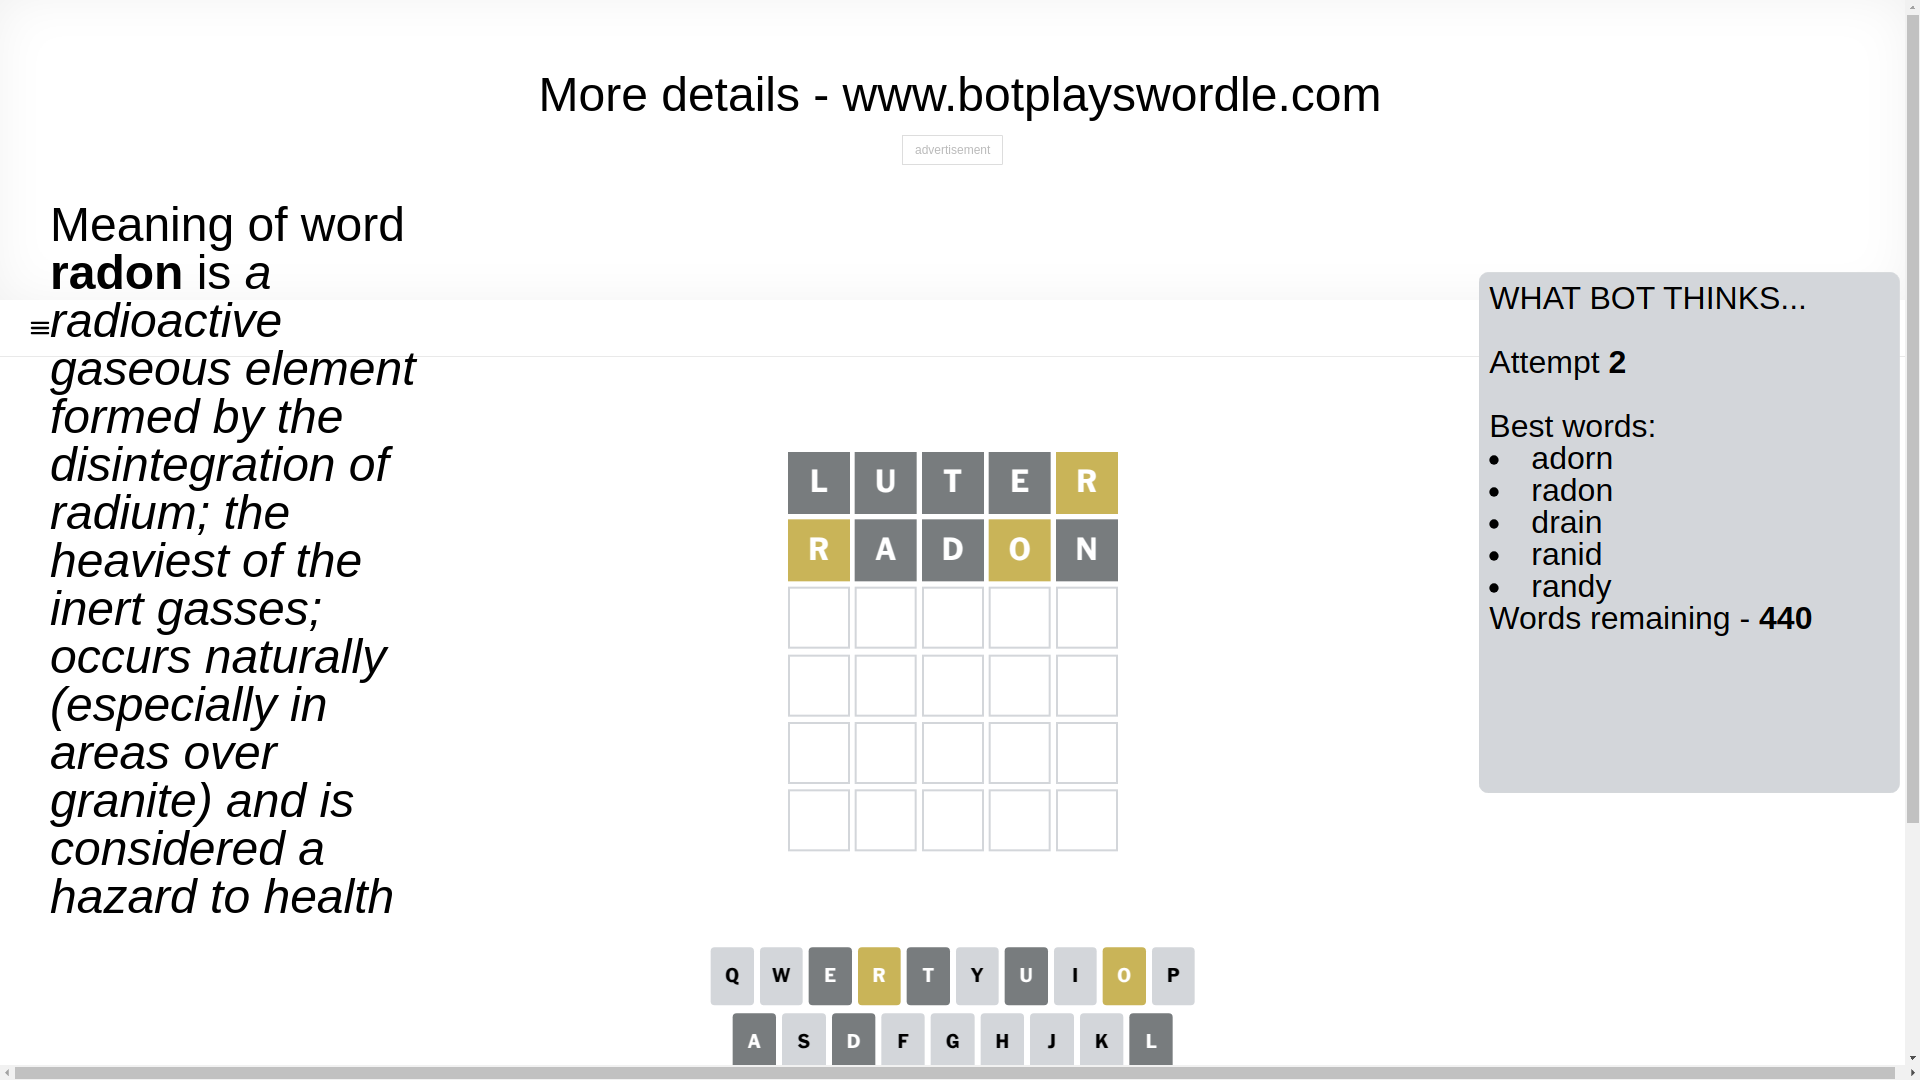 More details - www.botplayswordle.com
advertisement
Meaning of word
radon is a
radioactive
gaseous element
formed by the
disintegration of
radium; the
heaviest of the
inert gasses;
occurs naturally
(especially in
areas over
granite) and is
considered a
hazard to health
L U T E R
R A D O N
WHAT BOT THINKS...
Attempt 2
Best words:
• adorn
• radon
• drain
• ranid
• randy
Words remaining - 440
Q W E R T Y U I O P
A S D F G H J K L